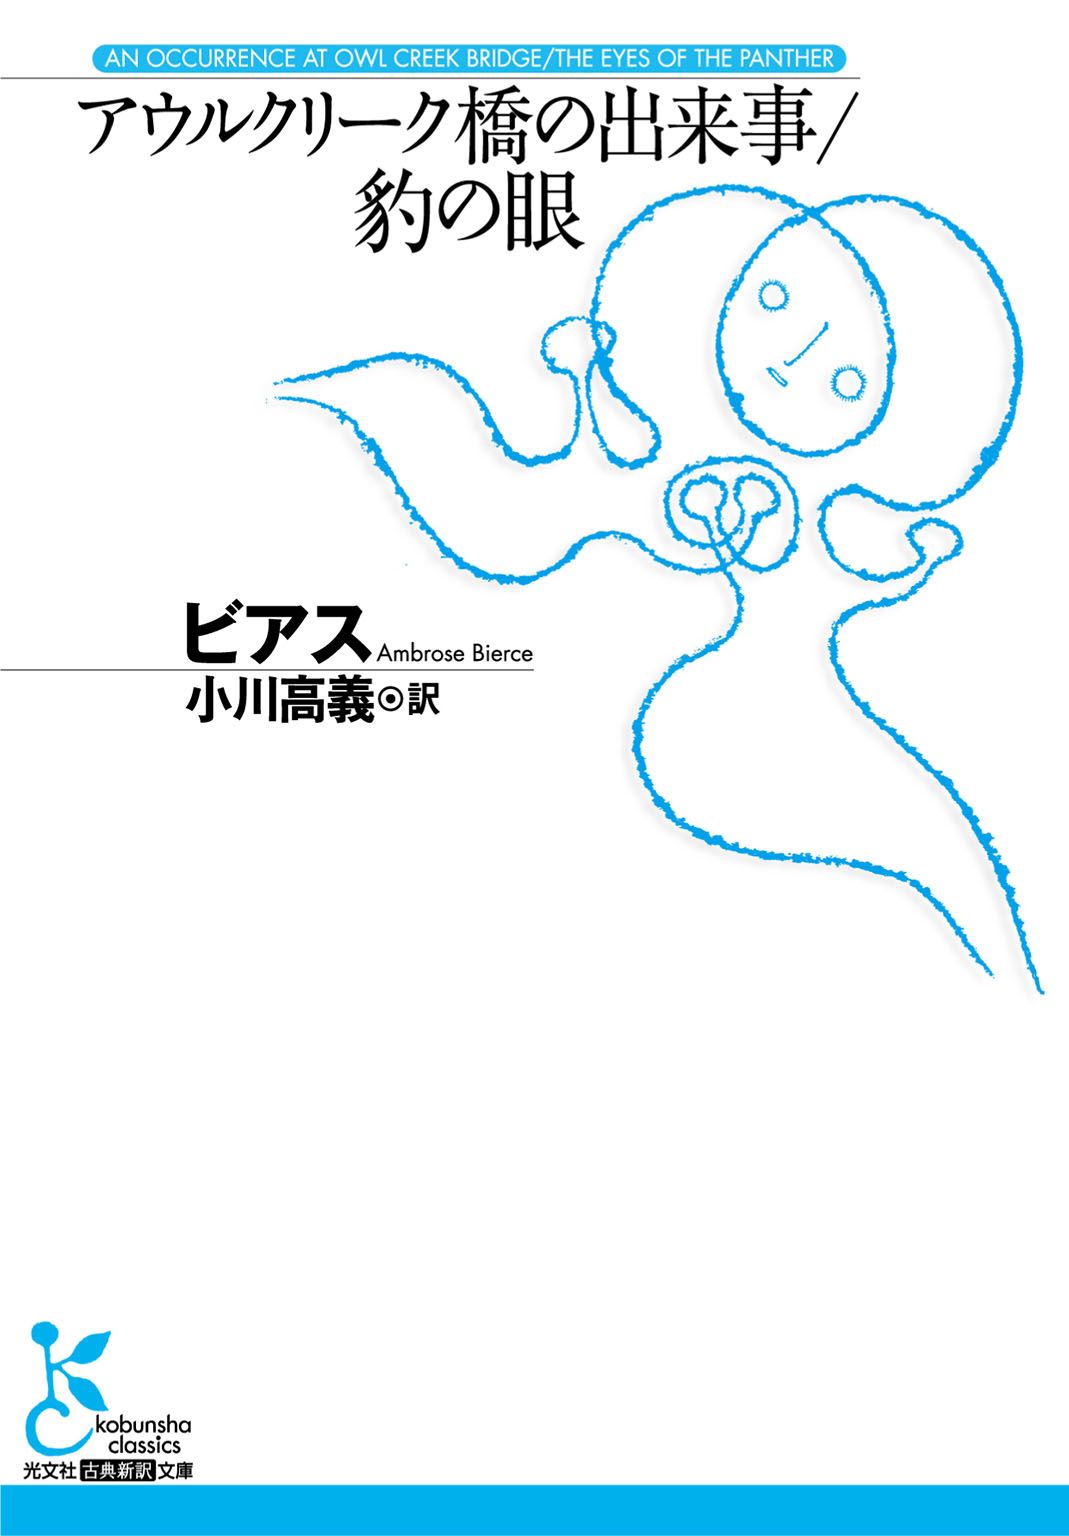 AN OCCURRENCE AT OWL CREEK BRIDGE/THE EYES OF THE PANTHER
アウルクリーク橋の出来事/
豹の眼
ビアス Ambrose Bierce
小川高義◉訳
kobunsha
classics
光文社古典新訳文庫